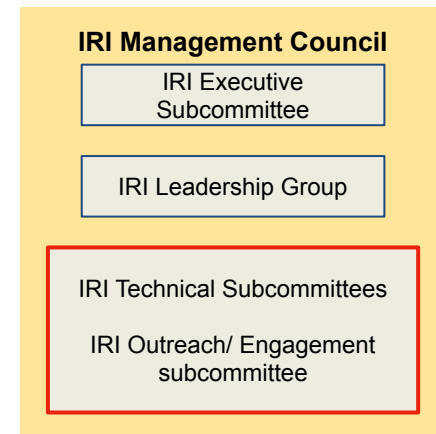 IRI Management Council
IRI Executive
Subcommittee
IRI Leadership Group
IRI Technical Subcommittees
IRI Outreach/ Engagement
subcommittee